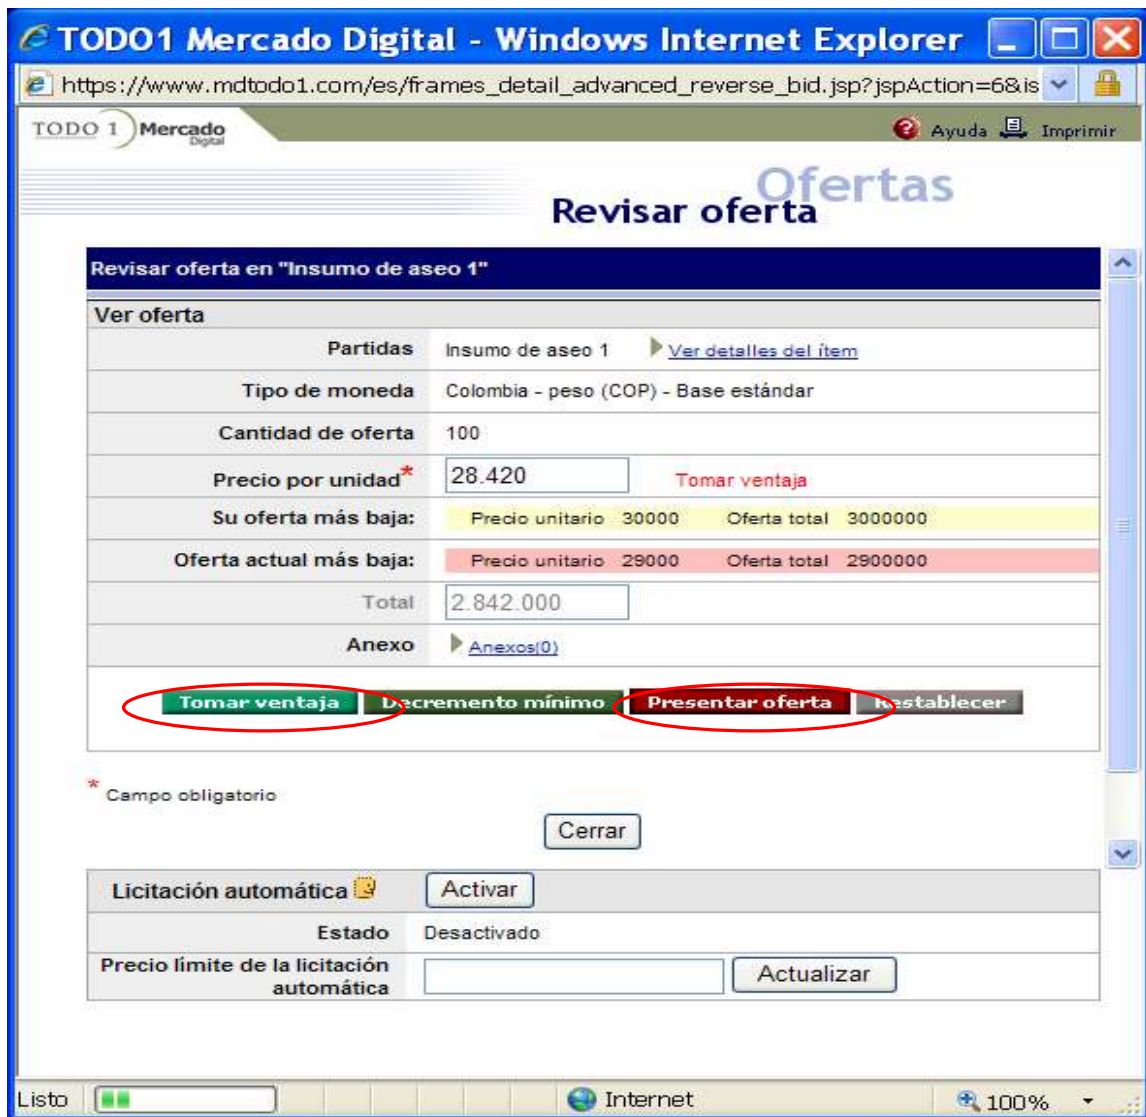 TODO1 Mercado Digital - Windows Internet Explorer
https://www.mdtodo1.com/es/frames_detail_advanced_reverse_bid.jsp?jspAction=6&is
TODO 1 Mercado Digital
Ayuda Imprimir
Ofertas
Revisar oferta
Revisar oferta en "Insumo de aseo 1"
Ver oferta
Partidas Insumo de aseo 1 Ver detalles del ítem
Tipo de moneda Colombia - peso (COP) - Base estándar
Cantidad de oferta 100
Precio por unidad* 28.420 Tomar ventaja
Su oferta más baja: Precio unitario 30000 Oferta total 3000000
Oferta actual más baja: Precio unitario 29000 Oferta total 2900000
Total 2.842.000
Anexo Anexos(0)
Tomar ventaja Decremento mínimo Presentar oferta Restablecer
* Campo obligatorio
Cerrar
Licitación automática Activar
Estado Desactivado
Precio límite de la licitación
automática Actualizar
Listo Internet 100%